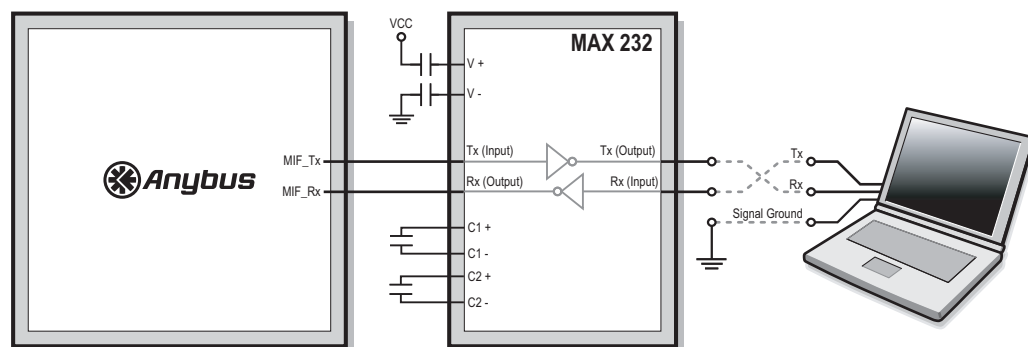 VCC
MAX 232
V +
V -
MIF_Tx
Tx (Input)
Tx (Output)
Tx
Anybus
MIF_Rx
Rx (Output)
Rx (Input)
Rx
Signal Ground
C1 +
C1 -
C2 +
C2 -